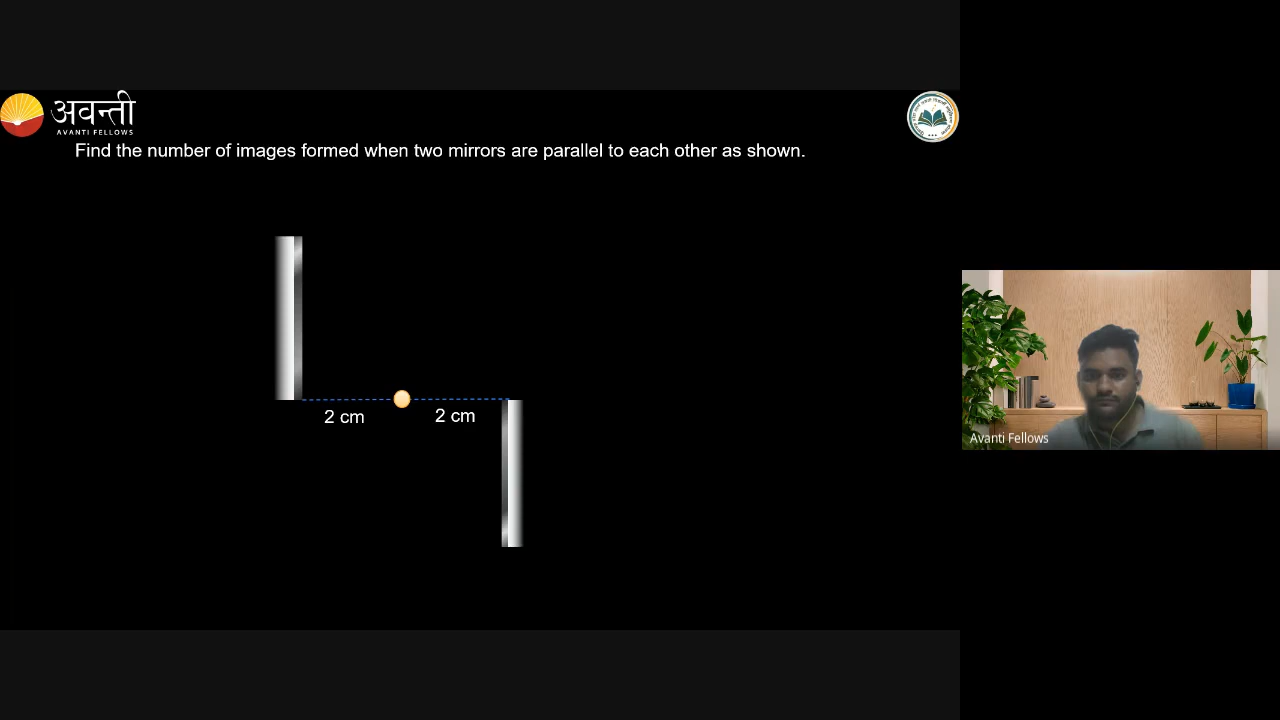 अवन्ती
AVANTI FELLOWS
Find the number of images formed when two mirrors are parallel to each other as shown.
2 cm
2 cm
Avanti Fellows